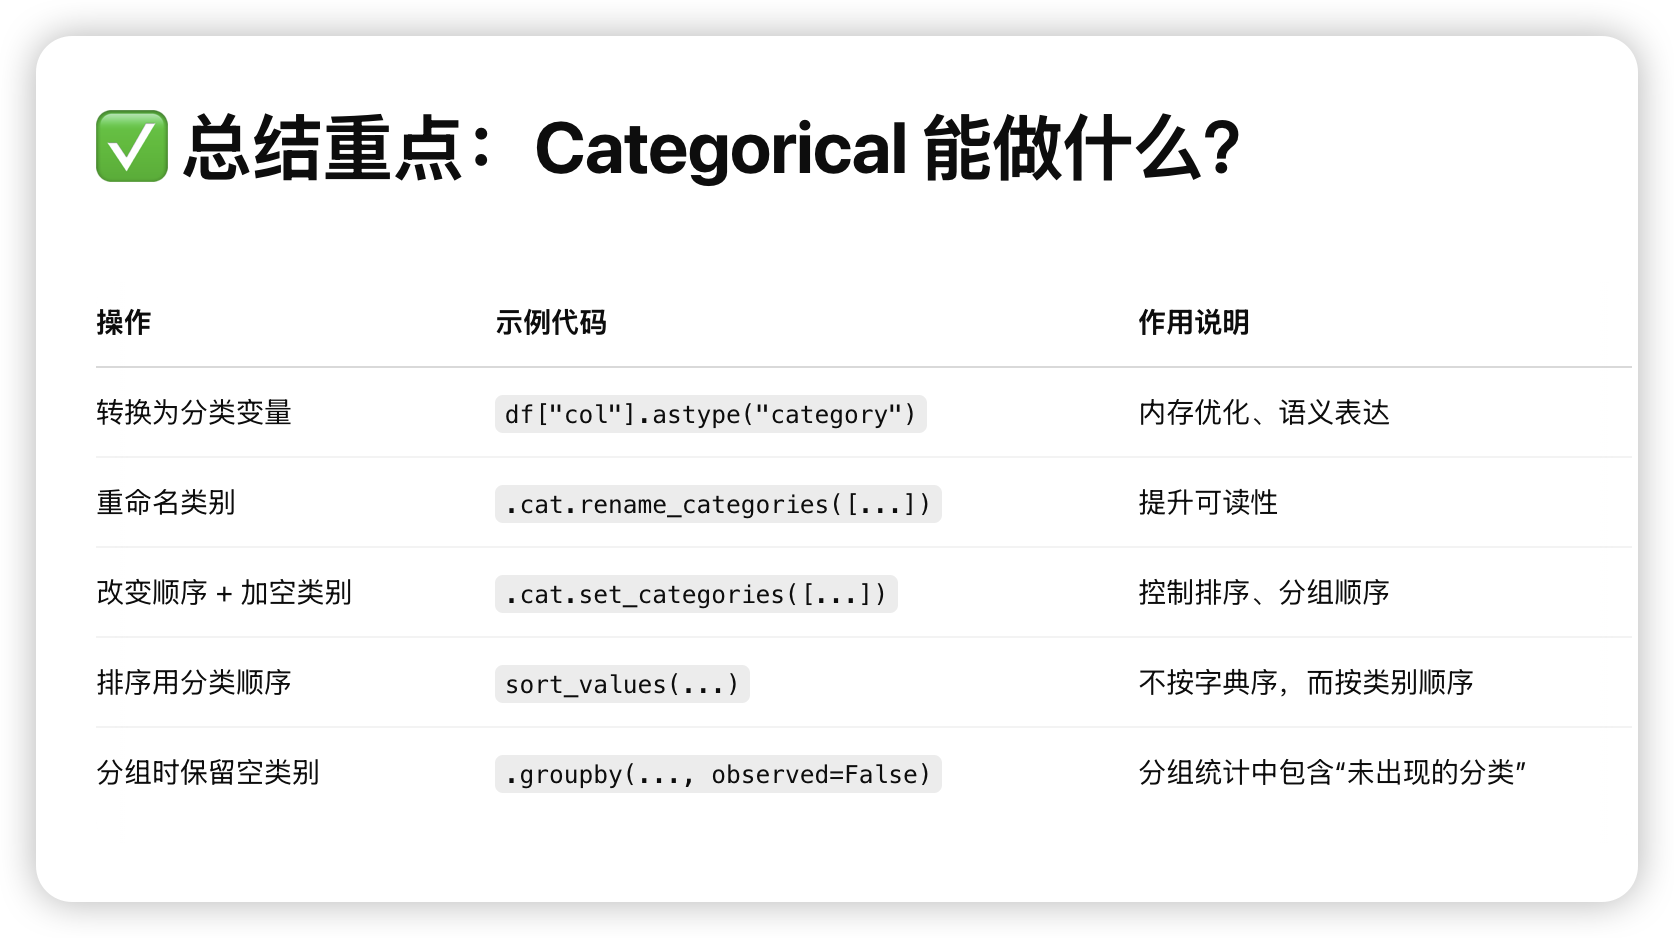 ✅ 总结重点：Categorical 能做什么？
操作 示例代码 作用说明
转换为分类变量 df["col"].astype("category") 内存优化、语义表达
重命名类别 .cat.rename_categories([...]) 提升可读性
改变顺序 + 加空类别 .cat.set_categories([...]) 控制排序、分组顺序
排序用分类顺序 sort_values(...) 不按字典序，而按类别顺序
分组时保留空类别 .groupby(..., observed=False) 分组统计中包含“未出现的分类”